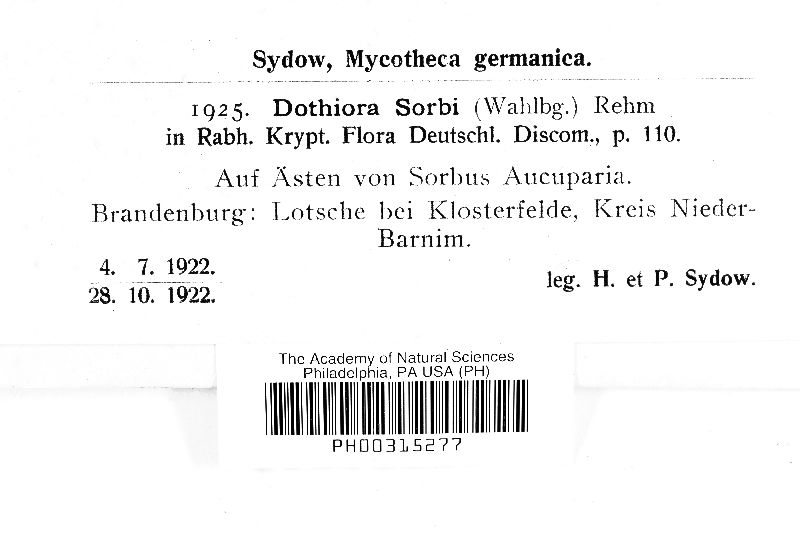 Sydow, Mycotheca germanica.
1925. Dothiora Sorbi (Wahlbg.) Rehm
in Rabh. Krypt. Flora Deutschl. Discom., p. 110.
Auf Ästen von Sorbus Aucuparia.
Brandenburg: Lotsche bei Klosterfelde, Kreis Nieder-
Barnim.
4. 7. 1922.
28. 10. 1922.
leg. H. et P. Sydow.
The Academy of Natural Sciences
Philadelphia, PA USA (PH)
PH00315277